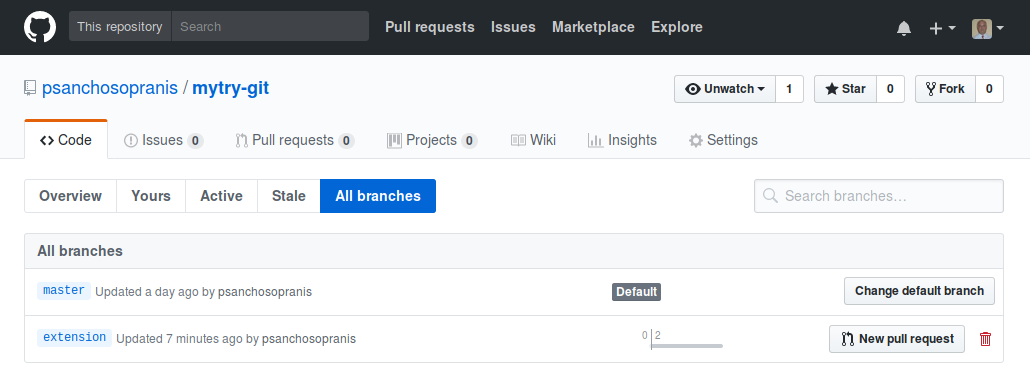 This repository Search Pull requests Issues Marketplace Explore
psanchosopranis / mytry-git Unwatch 1 Star 0 Fork 0
Code Issues 0 Pull requests 0 Projects 0 Wiki Insights Settings
Overview Yours Active Stale All branches Search branches...
All branches
master Updated a day ago by psanchosopranis Default Change default branch
extension Updated 7 minutes ago by psanchosopranis 0 2 New pull request